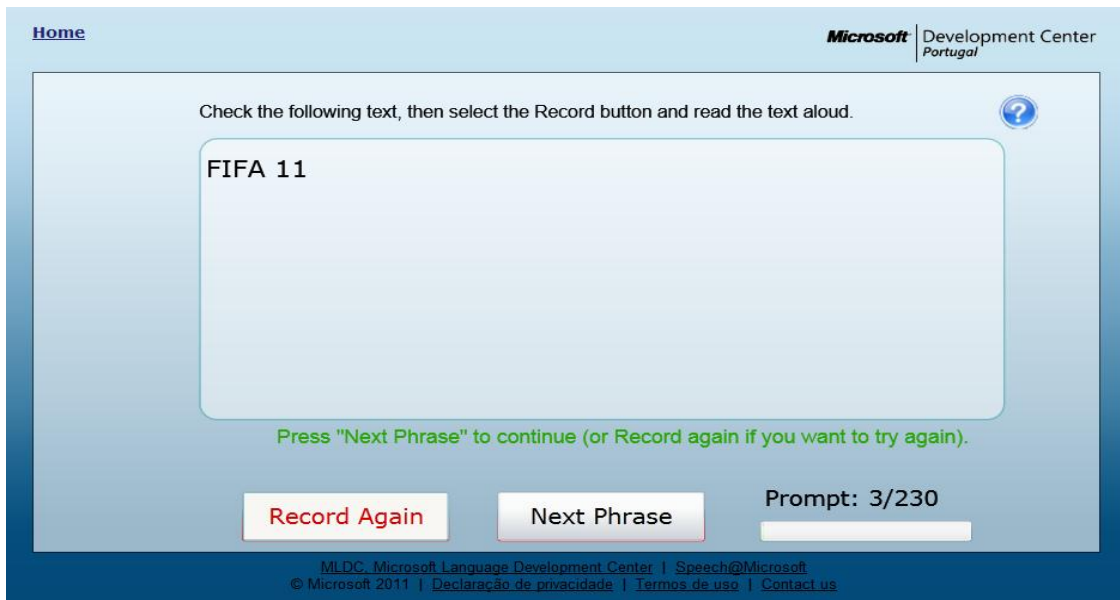 Home
Microsoft Development Center
Portugal
Check the following text, then select the Record button and read the text aloud.
?
FIFA 11
Press "Next Phrase" to continue (or Record again if you want to try again).
Record Again
Next Phrase
Prompt: 3/230
MLDC, Microsoft Language Development Center | Speech@Microsoft
© Microsoft 2011 | Declaração de privacidade | Termos de uso | Contact us